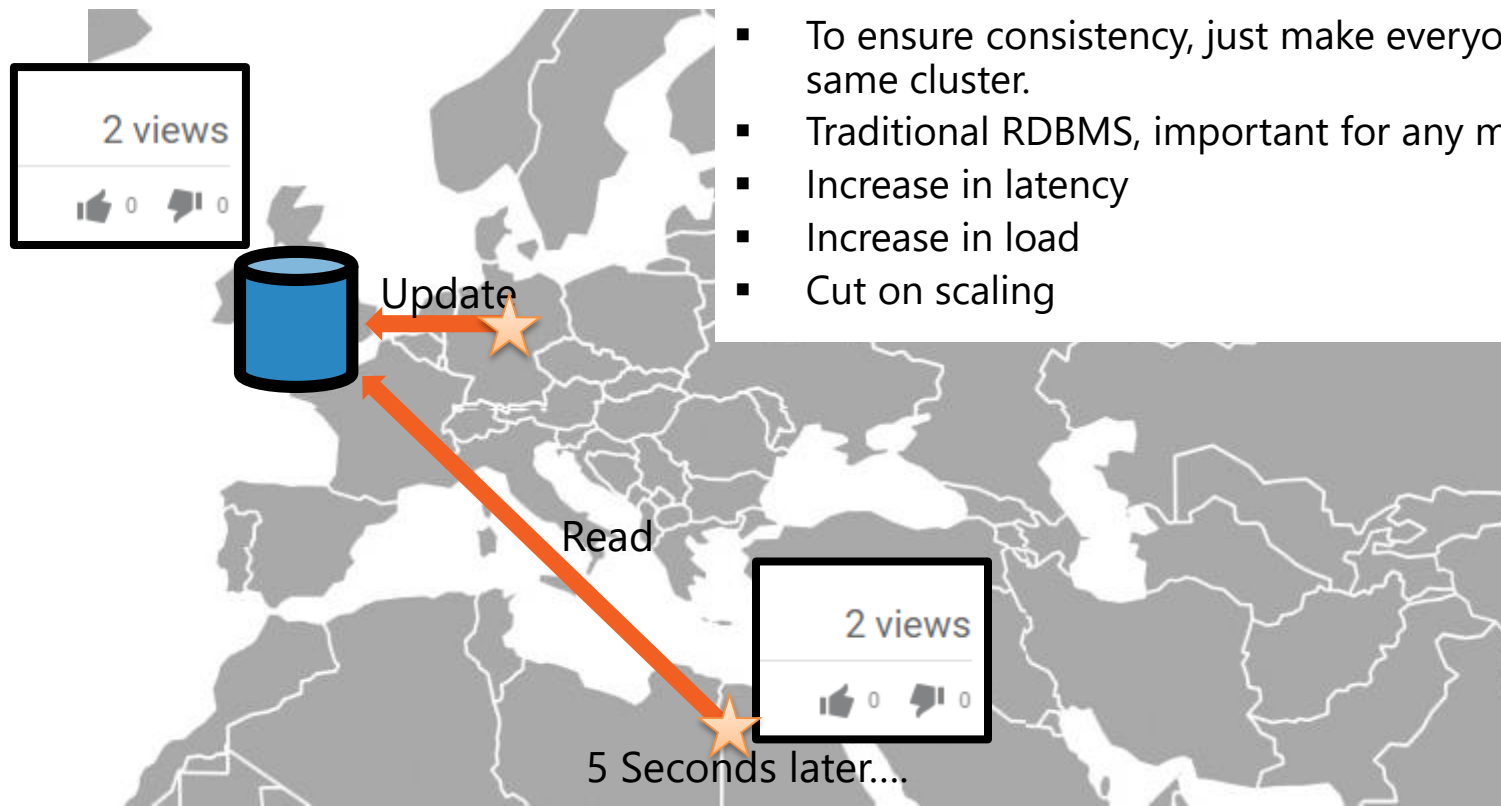 2 views
0 0
▪ To ensure consistency, just make
same cluster.
▪ Traditional RDBMS, important for any
▪ Increase in latency
▪ Increase in load
▪ Cut on scaling
Update
Read
2 views
0 0
5 Seconds later....